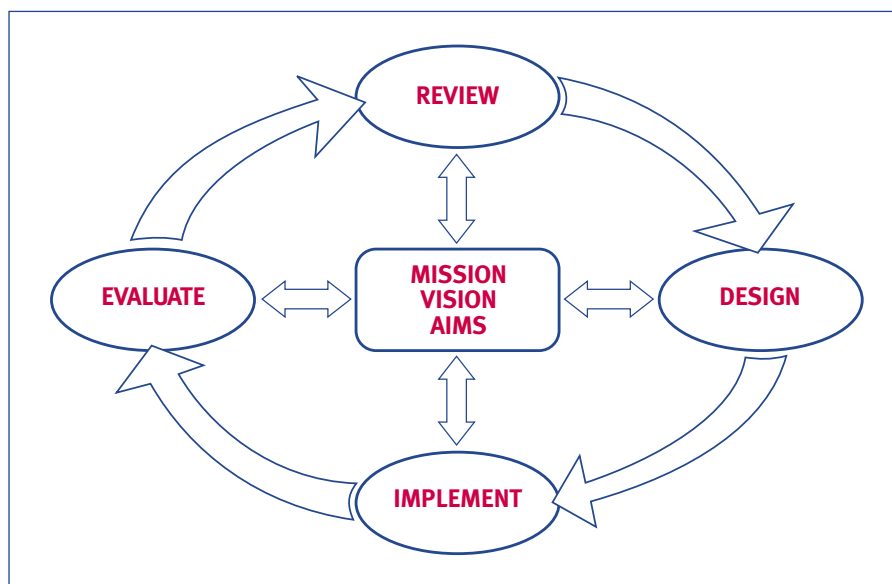 REVIEW
EVALUATE
MISSION
VISION
AIMS
DESIGN
IMPLEMENT